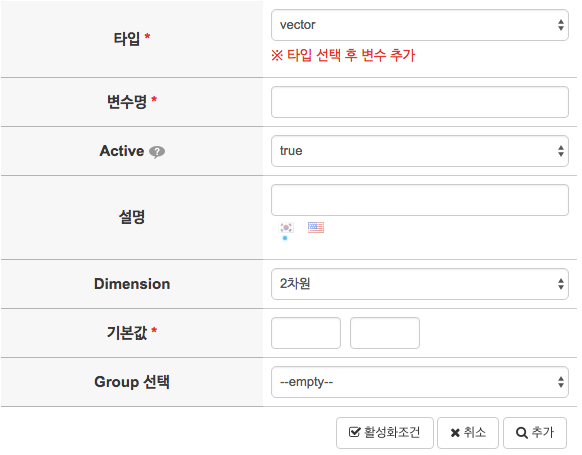 타입 *
vector
※ 타입 선택 후 변수 추가
변수명 *
Active ?
true
설명
Dimension
2차원
기본값 *
Group 선택
--empty--
활성화조건
취소
추가